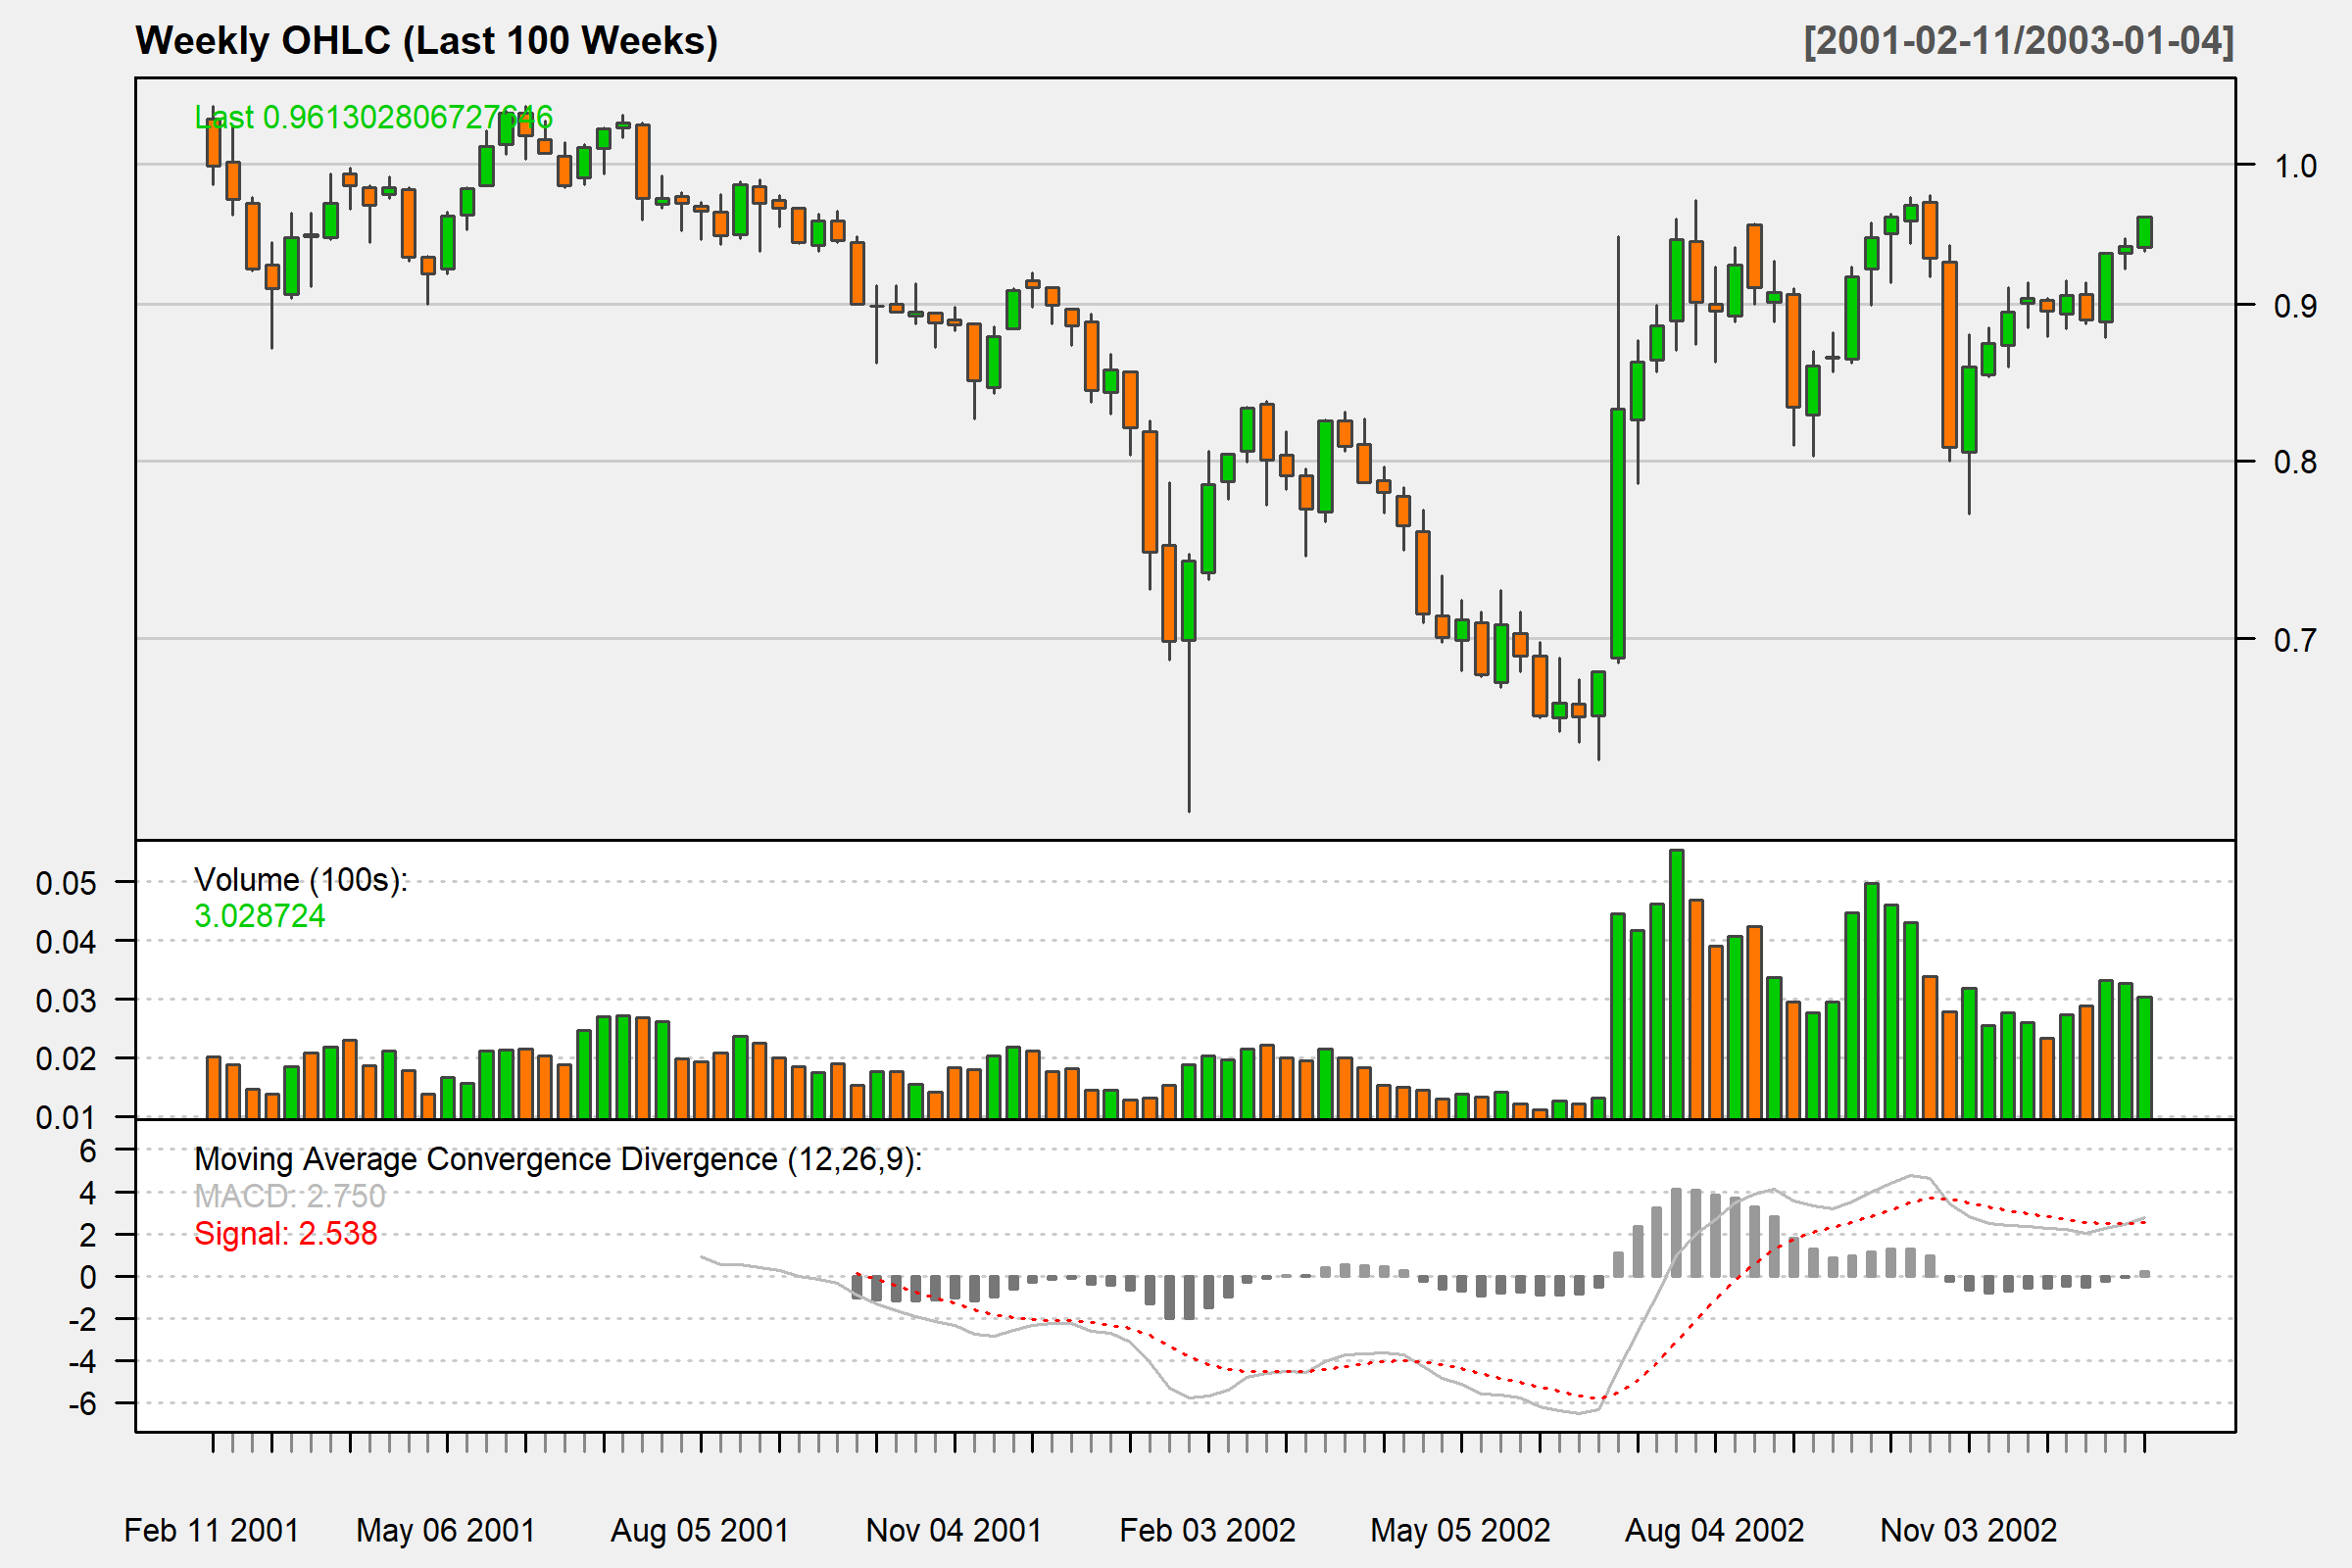 Weekly OHLC (Last 100 Weeks)
[2001-02-11/2003-01-04]
Last 0.961302806727646
1.0
0.9
0.8
0.7
Volume (100s):
3.028724
0.05
0.04
0.03
0.02
0.01
Moving Average Convergence Divergence (12,26,9):
MACD: 2.750
Signal: 2.538
6
4
2
0
-2
-4
-6
Feb 11 2001 May 06 2001 Aug 05 2001 Nov 04 2001 Feb 03 2002 May 05 2002 Aug 04 2002 Nov 03 2002